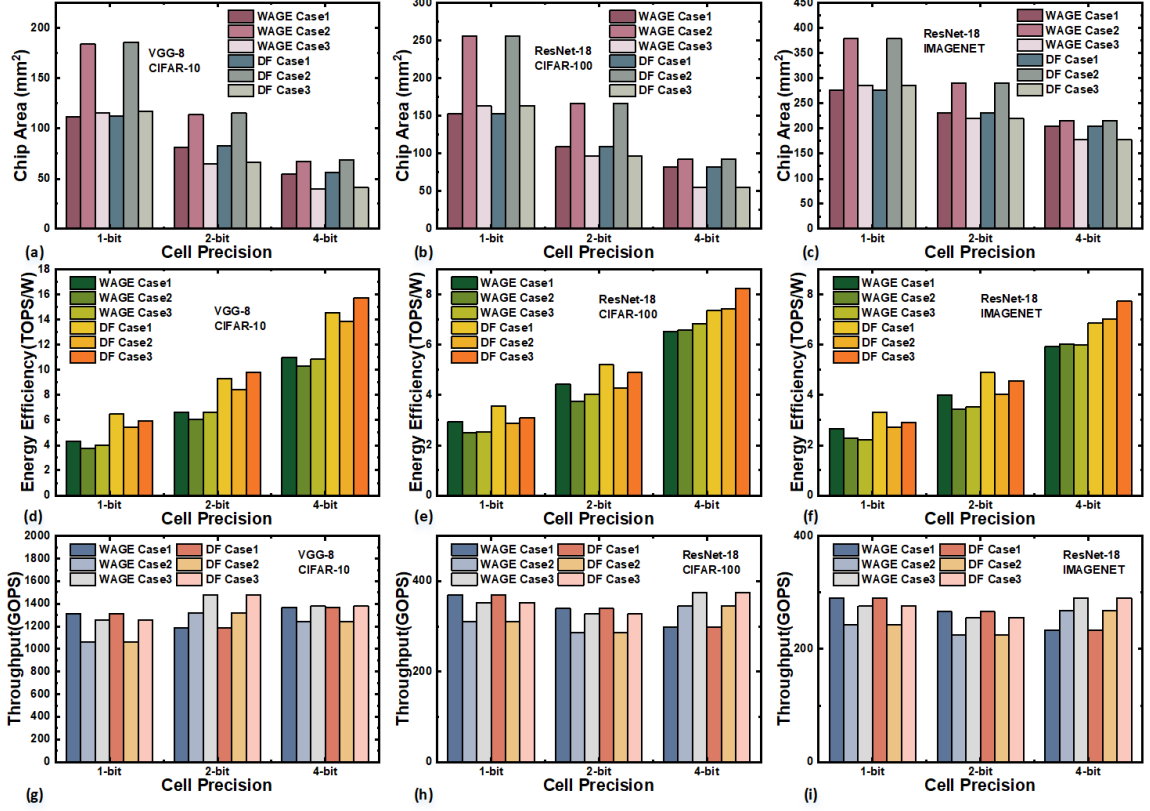 WAGE Case1
WAGE Case2
WAGE Case3
DF Case1
DF Case2
DF Case3
VGG-8
CIFAR-10
Chip Area (mm²)
200
150
100
50
0
1-bit
2-bit
4-bit
(a)
Cell Precision
WAGE Case1
WAGE Case2
WAGE Case3
DF Case1
DF Case2
DF Case3
ResNet-18
CIFAR-100
Chip Area (mm²)
300
250
200
150
100
50
0
1-bit
2-bit
4-bit
(b)
Cell Precision
WAGE Case1
WAGE Case2
WAGE Case3
DF Case1
DF Case2
DF Case3
ResNet-18
IMAGENET
Chip Area (mm²)
450
400
350
300
250
200
150
100
50
0
1-bit
2-bit
4-bit
(c)
Cell Precision
WAGE Case1
WAGE Case2
WAGE Case3
DF Case1
DF Case2
DF Case3
VGG-8
CIFAR-10
Energy Efficiency (TOPS/W)
18
16
14
12
10
8
6
4
2
0
1-bit
2-bit
4-bit
(d)
Cell Precision
WAGE Case1
WAGE Case2
WAGE Case3
DF Case1
DF Case2
DF Case3
ResNet-18
CIFAR-100
Energy Efficiency (TOPS/W)
8
6
4
2
0
1-bit
2-bit
4-bit
(e)
Cell Precision
WAGE Case1
WAGE Case2
WAGE Case3
DF Case1
DF Case2
DF Case3
ResNet-18
IMAGENET
Energy Efficiency (TOPS/W)
8
6
4
2
0
1-bit
2-bit
4-bit
(f)
Cell Precision
WAGE Case1 DF Case1
WAGE Case2 DF Case2
WAGE Case3 DF Case3
VGG-8
CIFAR-10
Throughput(GOPS)
2000
1800
1600
1400
1200
1000
800
600
400
200
0
1-bit
2-bit
4-bit
Cell Precision
(g)
WAGE Case1 DF Case1
WAGE Case2 DF Case2
WAGE Case3 DF Case3
ResNet-18
CIFAR-100
Throughput(GOPS)
400
200
0
1-bit
2-bit
4-bit
Cell Precision
(h)
WAGE Case1 DF Case1
WAGE Case2 DF Case2
WAGE Case3 DF Case3
ResNet-18
IMAGENET
Throughput(GOPS)
400
200
0
1-bit
2-bit
4-bit
Cell Precision
(i)